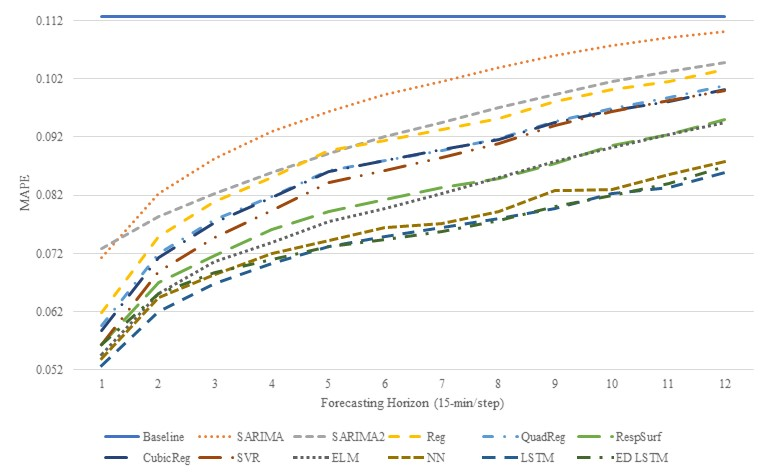 0.112
0.102
0.092
0.082
0.072
0.062
0.052
MAPE
1 2 3 4 5 6 7 8 9 10 11 12
Forecasting Horizon (15-min/step)
Baseline SARIMA SARIMA2 Reg QuadReg RespSurf
CubicReg SVR ELM NN LSTM ED LSTM